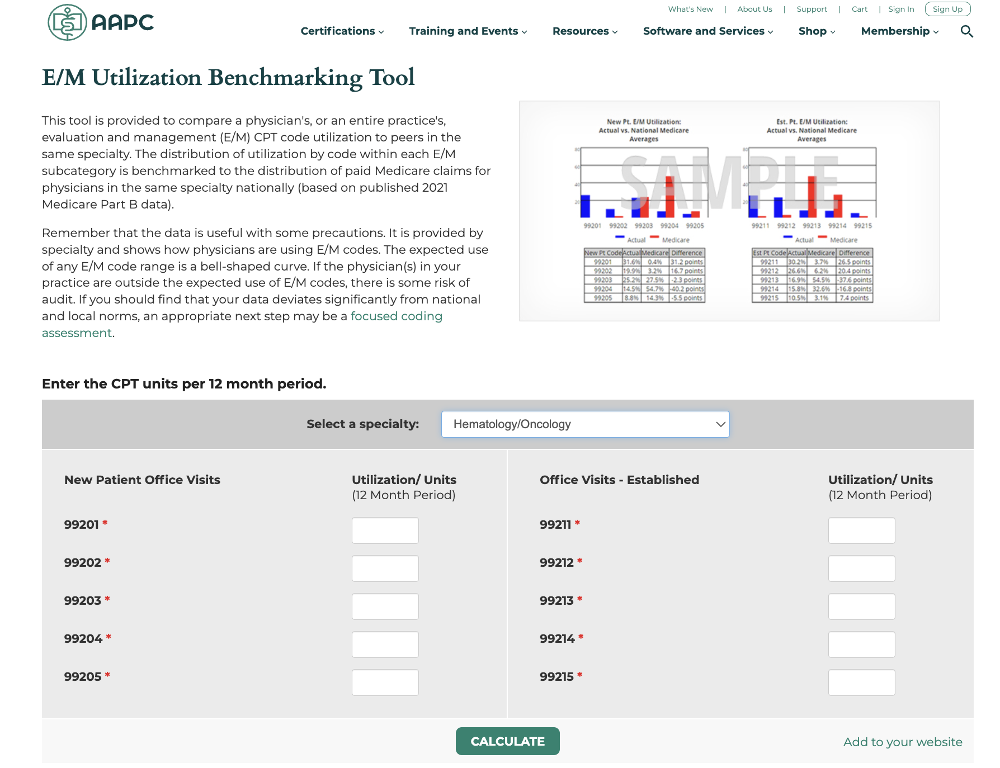 What's New | About Us | Support | Cart | Sign In Sign Up
AAPC
Certifications Training and Events Resources Software and Services Shop Membership
E/M Utilization Benchmarking Tool
This tool is provided to compare a physician's, or an entire practice's,
evaluation and management (E/M) CPT code utilization to peers in the
same specialty. The distribution of utilization by code within each E/M
subcategory is benchmarked to the distribution of paid Medicare claims for
physicians in the same specialty nationally (based on published 2021
Medicare Part B data).
Remember that the data is useful with some precautions. It is provided by
specialty and shows how physicians are using E/M codes. The expected use
of any E/M code range is a bell-shaped curve. If the physician(s) in your
practice are outside the expected use of E/M codes, there is some risk of
audit. If you should find that your data deviates significantly from national
and local norms, an appropriate next step may be a focused coding
assessment.
New Pt. E/M Utilization:
Actual vs. National Medicare
Averages
80
60
40
20
99201 99202 99203 99204 99205
Actual Medicare
New Pt Code Actual Medicare Difference
99201 31.6% 0.4% 31.2 points
99202 19.9% 3.2% 16.7 points
99203 25.2% 27.5% -2.3 points
99204 14.5% 54.7% -40.2 points
99205 8.8% 14.3% -5.5 points
Est. Pt. E/M Utilization:
Actual vs. National Medicare
Averages
80
60
40
20
99211 99212 99213 99214 99215
Actual Medicare
Est Pt Code Actual Medicare Difference
99211 30.2% 3.7% 26.5 points
99212 26.6% 6.2% 20.4 points
99213 16.9% 54.5% -37.6 points
99214 15.8% 32.6% -16.8 points
99215 10.5% 3.1% 7.4 points
SAMPLE
Enter the CPT units per 12 month period.
Select a specialty: Hematology/Oncology
New Patient Office Visits Utilization/ Units
(12 Month Period)
99201 *
99202 *
99203 *
99204 *
99205 *
Office Visits - Established Utilization/ Units
(12 Month Period)
99211 *
99212 *
99213 *
99214 *
99215 *
CALCULATE
Add to your website